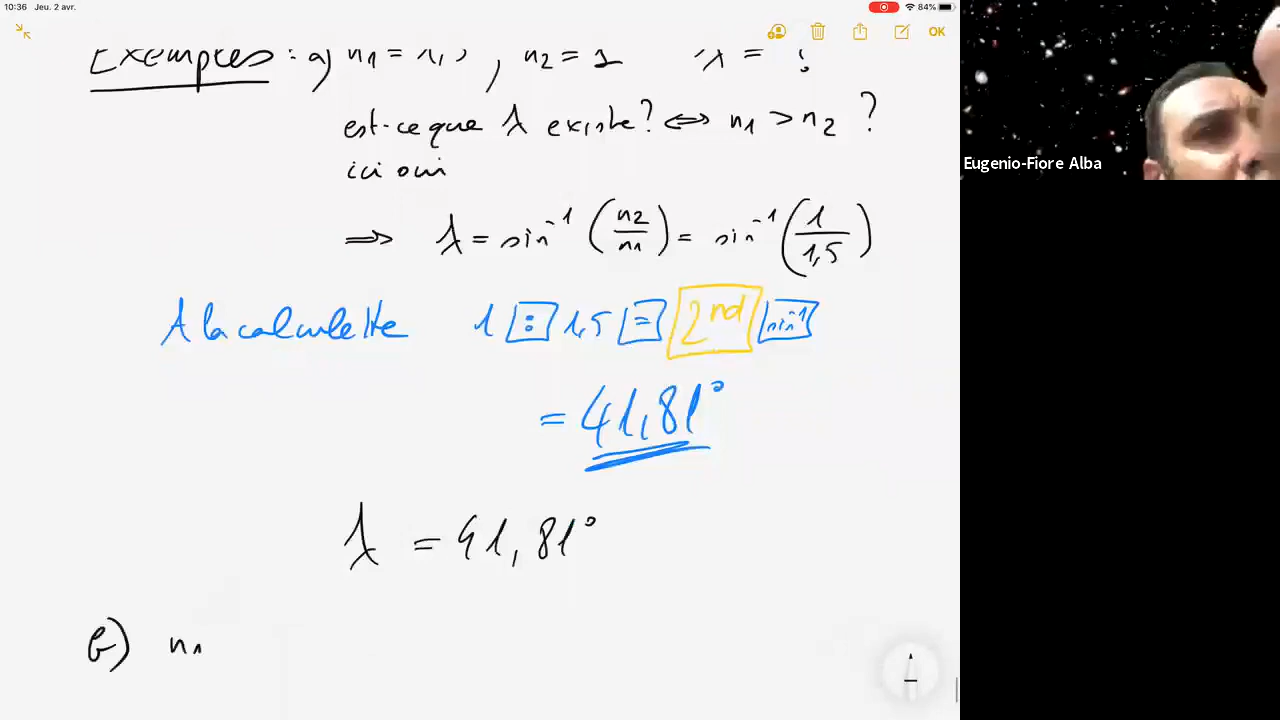 10:36 Jeu. 2 avr. 84%
OK
Exemples : a) n1 = 1,5 , n2 = 1 λ = ?
est-ce que λ existe? ⟺ n1 > n2 ?
ici oui
⟹ λ = sin⁻¹ (n2/n1) = sin⁻¹ (1/1,5)
A la calculette 1 : 1,5 = 2nd sin⁻¹
= 41,81°
λ = 41,81°
b) n1
Eugenio-Fiore Alba